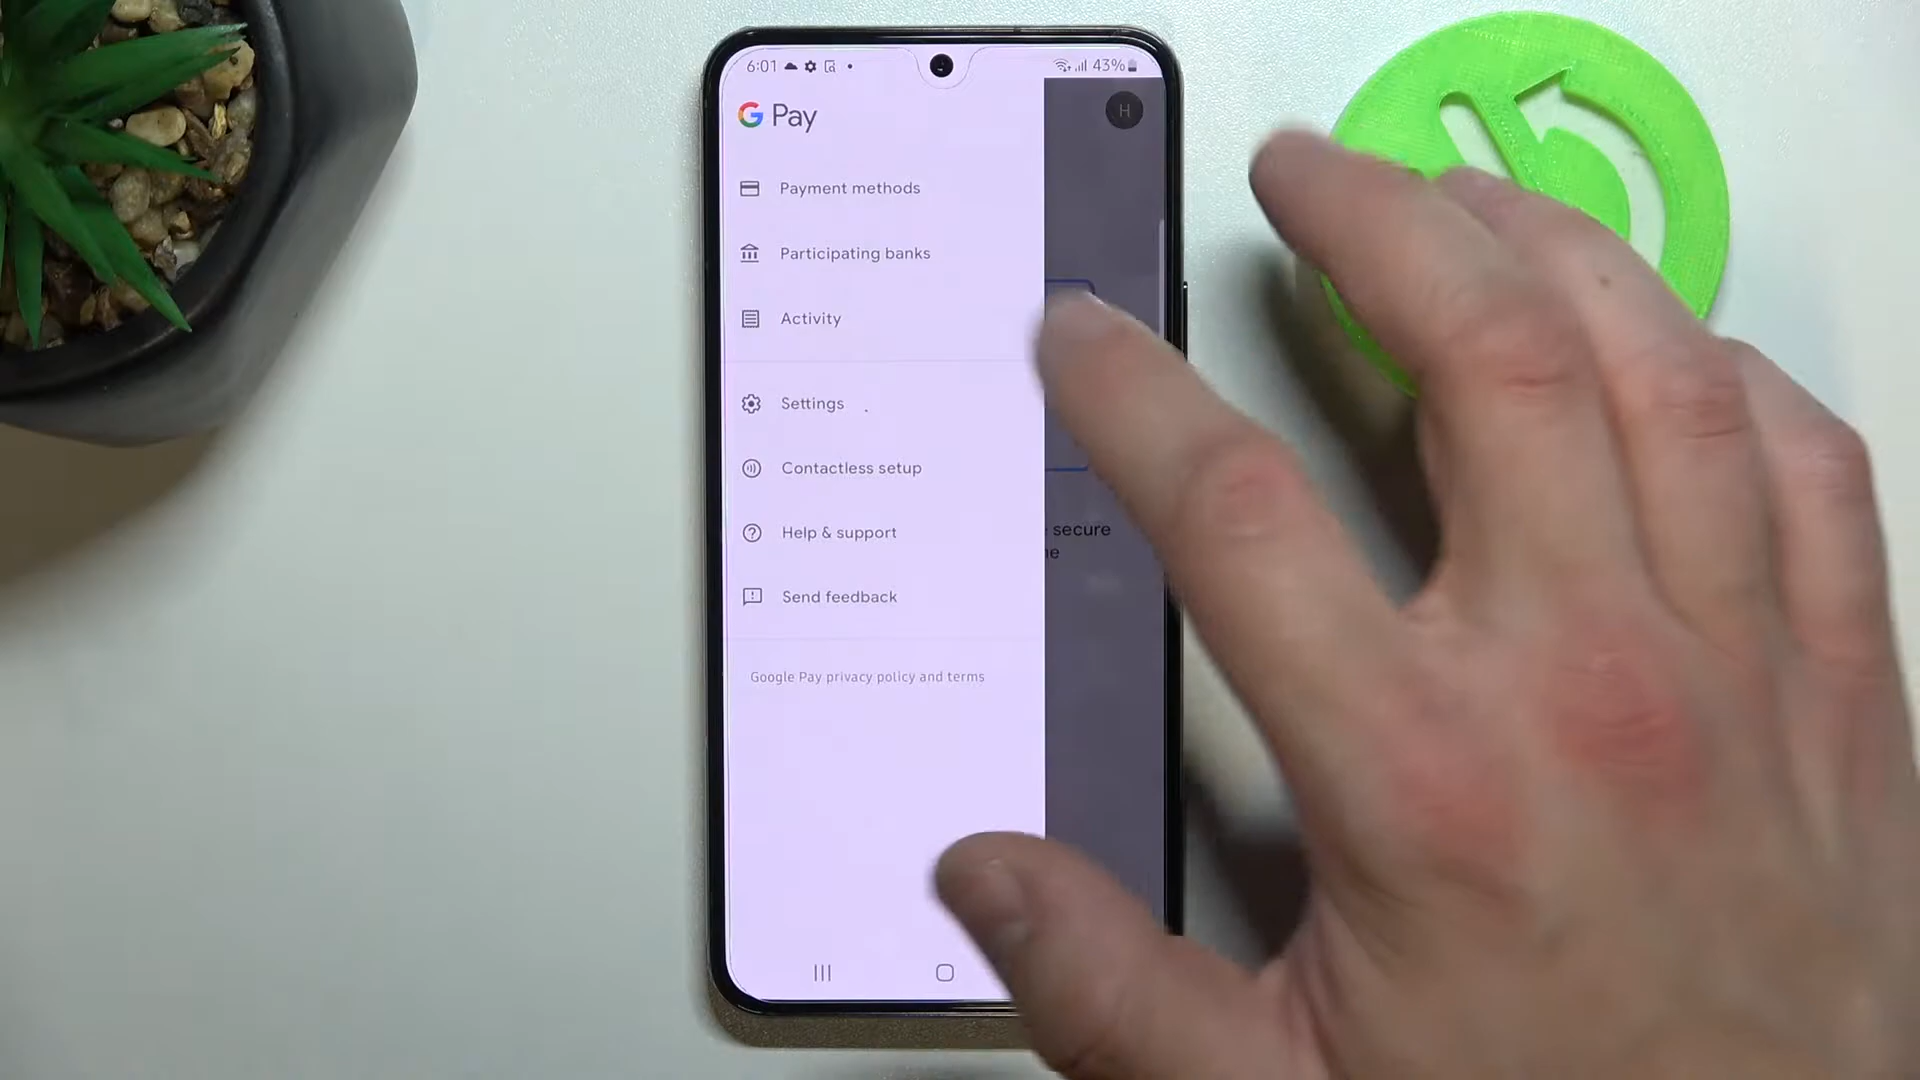 6:01
43%
G Pay
H
Payment methods
Participating banks
Activity
Settings
Contactless setup
secure
Help & support
Send feedback
Google Pay privacy policy and terms